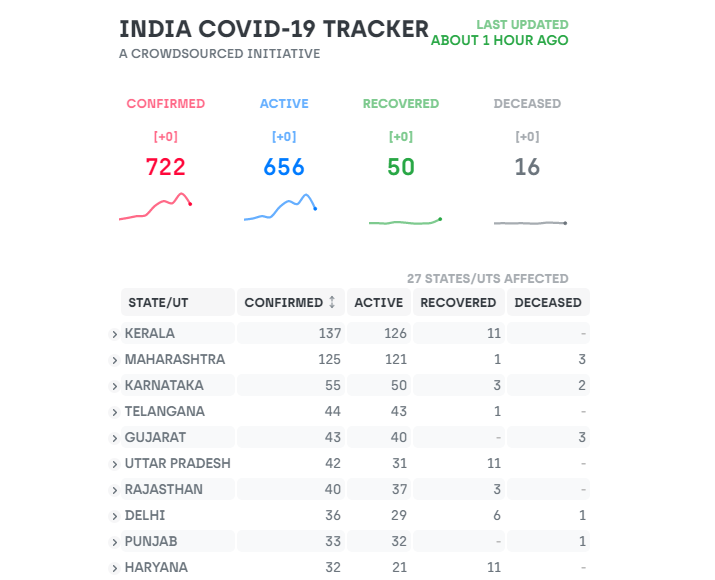 INDIA COVID-19 TRACKER LAST UPDATED
A CROWDSOURCED INITIATIVE ABOUT 1 HOUR AGO
CONFIRMED ACTIVE RECOVERED DECEASED
[+0] [+0] [+0] [+0]
722 656 50 16
27 STATES/UTS AFFECTED
STATE/UT CONFIRMED ACTIVE RECOVERED DECEASED
KERALA 137 126 11 -
MAHARASHTRA 125 121 1 3
KARNATAKA 55 50 3 2
TELANGANA 44 43 1 -
GUJARAT 43 40 - 3
UTTAR PRADESH 42 31 11 -
RAJASTHAN 40 37 3 -
DELHI 36 29 6 1
PUNJAB 33 32 - 1
HARYANA 32 21 11 -